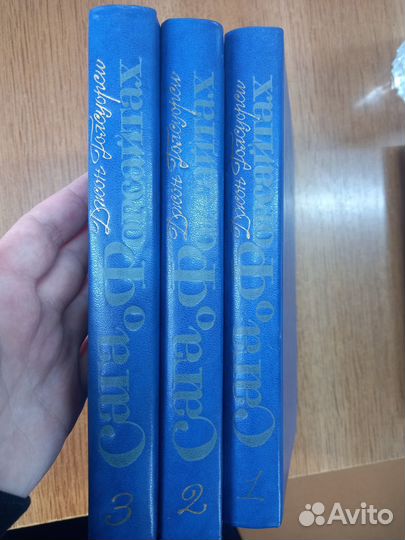 Джон Голсуорси
Сага о Форсайтах
3
Джон Голсуорси
Сага о Форсайтах
2
Джон Голсуорси
Сага о Форсайтах
1
Avito